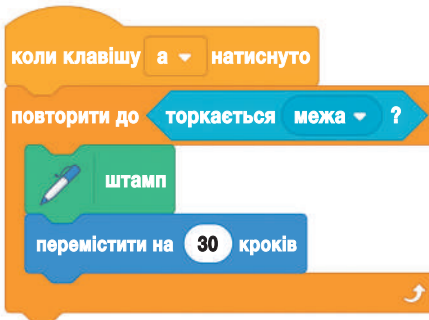 коли клавішу а натиснуто
повторити до торкається межа ?
штамп
перемістити на 30 кроків